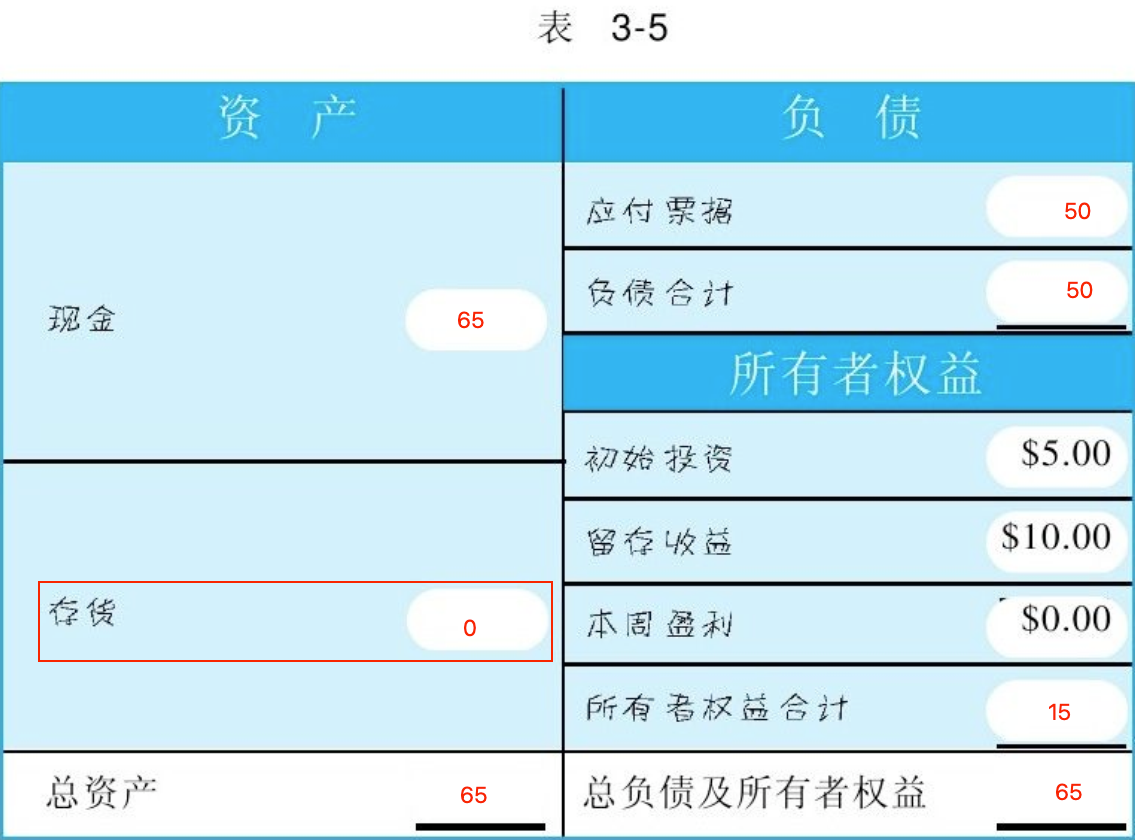 表 3-5
资 产
现金 65
存货 0
总资产 65
负 债
应付票据 50
负债合计 50
所有者权益
初始投资 $5.00
留存收益 $10.00
本周盈利 $0.00
所有者权益合计 15
总负债及所有者权益 65